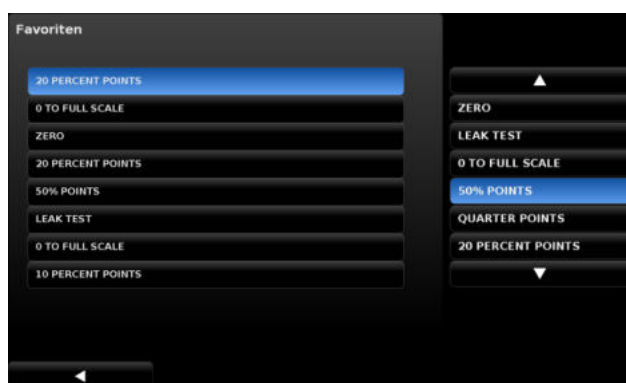 Favoriten
20 PERCENT POINTS
0 TO FULL SCALE
ZERO
20 PERCENT POINTS
50% POINTS
LEAK TEST
0 TO FULL SCALE
10 PERCENT POINTS
ZERO
LEAK TEST
0 TO FULL SCALE
50% POINTS
QUARTER POINTS
20 PERCENT POINTS